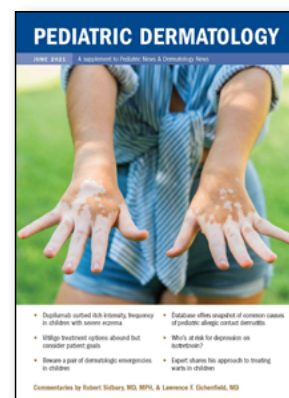 PEDIATRIC DERMATOLOGY
JUNE 2021 A supplement to Pediatric News & Dermatology News
• Dupilumab curbed itch intensity, frequency
in children with severe eczema
• Vitiligo treatment options abound but
consider patient goals
• Beware a pair of dermatologic emergencies
in children
• Database offers snapshot of common causes
of pediatric allergic contact dermatitis
• Who's at risk for depression on
isotretinoin?
• Expert shares his approach to treating
warts in children
Commentaries by Robert Sidbury, MD, MPH, & Lawrence F. Eichenfield, MD